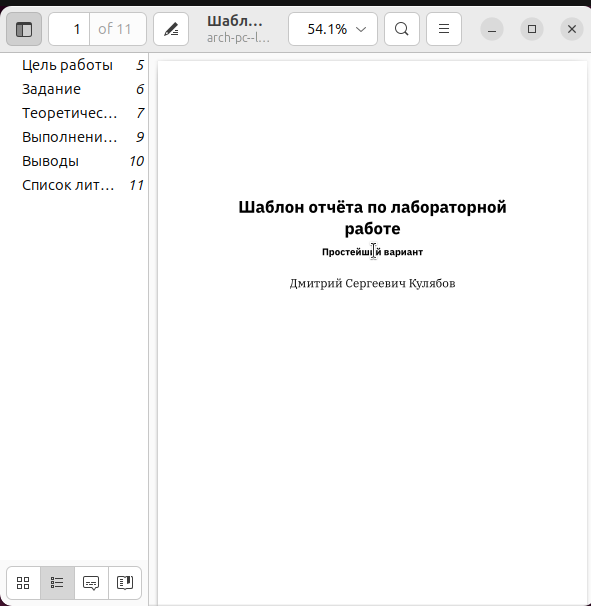 1 of 11
Шабл...
arch-pc--l...
54.1%
Цель работы 5
Задание 6
Теоретичес... 7
Выполнени... 9
Выводы 10
Список лит... 11
Шаблон отчёта по лабораторной
работе
Простейший вариант
Дмитрий Сергеевич Кулябов